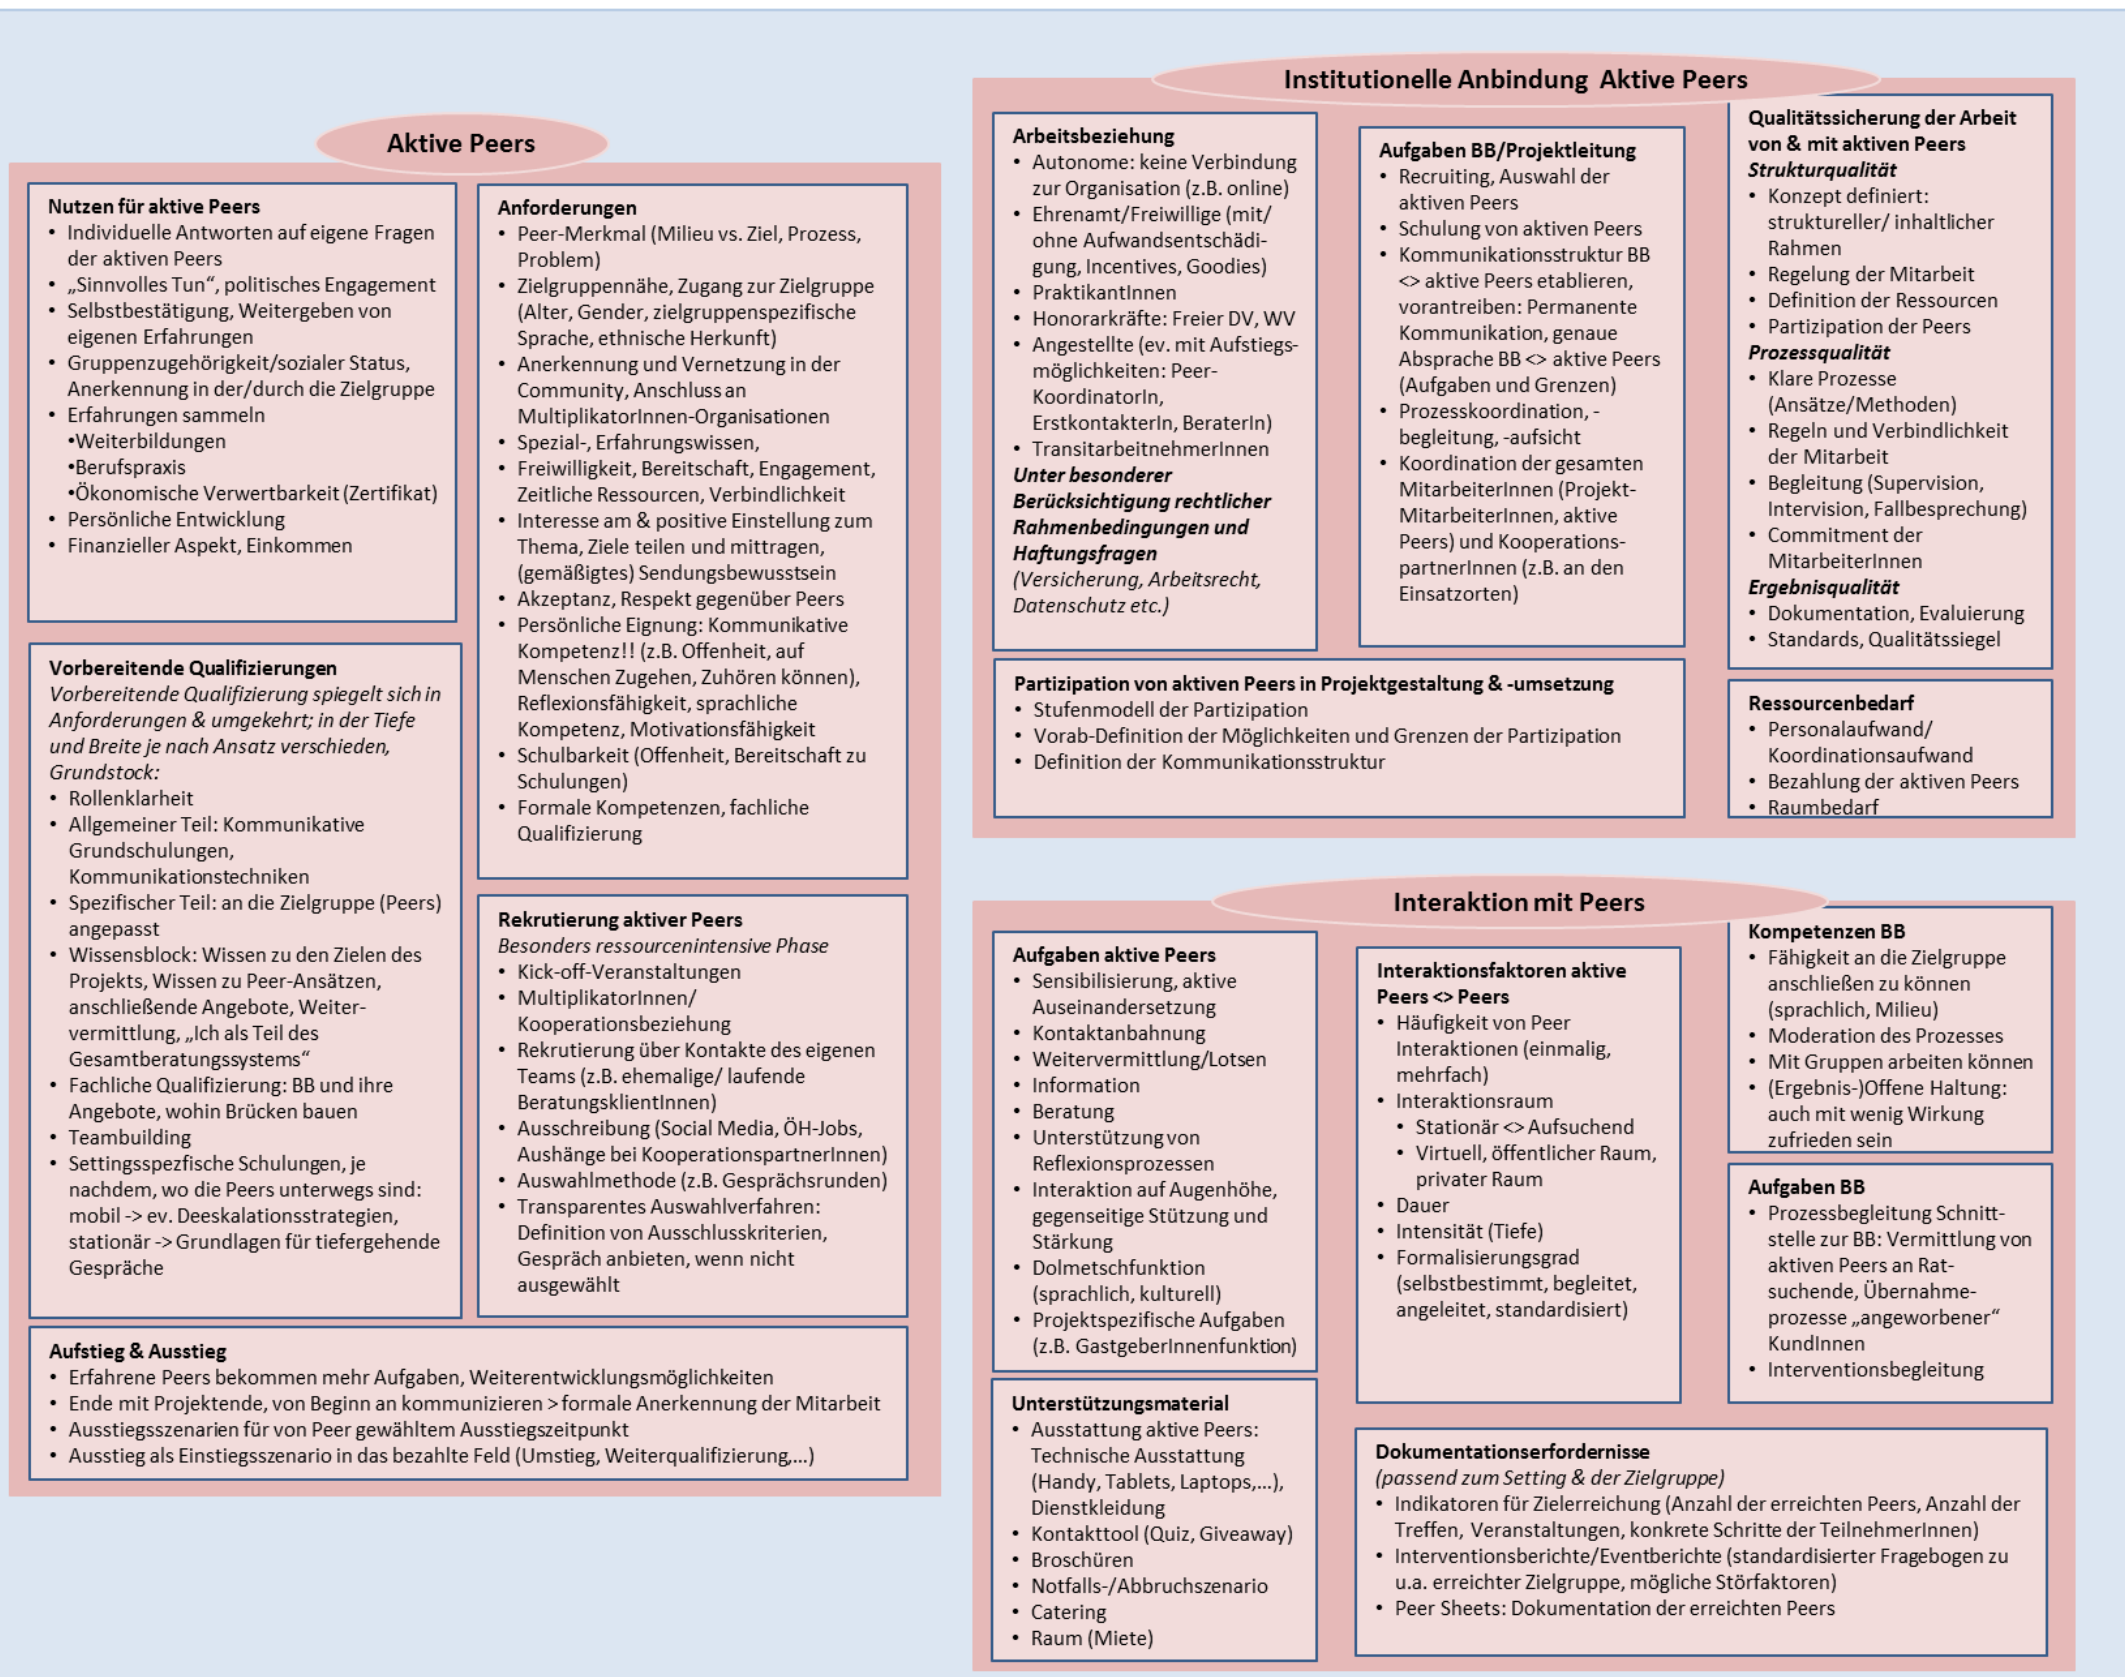 Aktive Peers
Nutzen für aktive Peers
• Individuelle Antworten auf eigene Fragen
der aktiven Peers
• „Sinnvolles Tun“, politisches Engagement
• Selbstbestätigung, Weitergeben von
eigenen Erfahrungen
• Gruppenzugehörigkeit/sozialer Status,
Anerkennung in der/durch die Zielgruppe
• Erfahrungen sammeln
•Weiterbildungen
•Berufspraxis
•Ökonomische Verwertbarkeit (Zertifikat)
• Persönliche Entwicklung
• Finanzieller Aspekt, Einkommen
Vorbereitende Qualifizierungen
Vorbereitende Qualifizierung spiegelt sich in
Anforderungen & umgekehrt; in der Tiefe
und Breite je nach Ansatz verschieden,
Grundstock:
• Rollenklarheit
• Allgemeiner Teil: Kommunikative
Grundschulungen,
Kommunikationstechniken
• Spezifischer Teil: an die Zielgruppe (Peers)
angepasst
• Wissensblock: Wissen zu den Zielen des
Projekts, Wissen zu Peer-Ansätzen,
anschließende Angebote, Weiter-
vermittlung, „Ich als Teil des
Gesamtberatungssystems“
• Fachliche Qualifizierung: BB und ihre
Angebote, wohin Brücken bauen
• Teambuilding
• Settingsspezfische Schulungen, je
nachdem, wo die Peers unterwegs sind:
mobil -> ev. Deeskalationsstrategien,
stationär -> Grundlagen für tiefergehende
Gespräche
Anforderungen
• Peer-Merkmal (Milieu vs. Ziel, Prozess,
Problem)
• Zielgruppennähe, Zugang zur Zielgruppe
(Alter, Gender, zielgruppenspezifische
Sprache, ethnische Herkunft)
• Anerkennung und Vernetzung in der
Community, Anschluss an
MultiplikatorInnen-Organisationen
• Spezial-, Erfahrungswissen,
• Freiwilligkeit, Bereitschaft, Engagement,
Zeitliche Ressourcen, Verbindlichkeit
• Interesse am & positive Einstellung zum
Thema, Ziele teilen und mittragen,
(gemäßigtes) Sendungsbewusstsein
• Akzeptanz, Respekt gegenüber Peers
• Persönliche Eignung: Kommunikative
Kompetenz!! (z.B. Offenheit, auf
Menschen Zugehen, Zuhören können),
Reflexionsfähigkeit, sprachliche
Kompetenz, Motivationsfähigkeit
• Schulbarkeit (Offenheit, Bereitschaft zu
Schulungen)
• Formale Kompetenzen, fachliche
Qualifizierung
Rekrutierung aktiver Peers
Besonders ressourcenintensive Phase
• Kick-off-Veranstaltungen
• MultiplikatorInnen/
Kooperationsbeziehung
• Rekrutierung über Kontakte des eigenen
Teams (z.B. ehemalige/ laufende
BeratungsklientInnen)
• Ausschreibung (Social Media, ÖH-Jobs,
Aushänge bei KooperationspartnerInnen)
• Auswahlmethode (z.B. Gesprächsrunden)
• Transparentes Auswahlverfahren:
Definition von Ausschlusskriterien,
Gespräch anbieten, wenn nicht
ausgewählt
Aufstieg & Ausstieg
• Erfahrene Peers bekommen mehr Aufgaben, Weiterentwicklungsmöglichkeiten
• Ende mit Projektende, von Beginn an kommunizieren > formale Anerkennung der Mitarbeit
• Ausstiegsszenarien für von Peer gewähltem Ausstiegszeitpunkt
• Ausstieg als Einstiegsszenario in das bezahlte Feld (Umstieg, Weiterqualifizierung,...)
Institutionelle Anbindung Aktive Peers
Arbeitsbeziehung
• Autonome: keine Verbindung
zur Organisation (z.B. online)
• Ehrenamt/Freiwillige (mit/
ohne Aufwandsentschädi-
gung, Incentives, Goodies)
• PraktikantInnen
• Honorarkräfte: Freier DV, WV
• Angestellte (ev. mit Aufstiegs-
möglichkeiten: Peer-
KoordinatorIn,
ErstkontakterIn, BeraterIn)
• TransitarbeitnehmerInnen
Unter besonderer
Berücksichtigung rechtlicher
Rahmenbedingungen und
Haftungsfragen
(Versicherung, Arbeitsrecht,
Datenschutz etc.)
Aufgaben BB/Projektleitung
• Recruiting, Auswahl der
aktiven Peers
• Schulung von aktiven Peers
• Kommunikationsstruktur BB
<> aktive Peers etablieren,
vorantreiben: Permanente
Kommunikation, genaue
Absprache BB <> aktive Peers
(Aufgaben und Grenzen)
• Prozesskoordination, -
begleitung, -aufsicht
• Koordination der gesamten
MitarbeiterInnen (Projekt-
MitarbeiterInnen, aktive
Peers) und Kooperations-
partnerInnen (z.B. an den
Einsatzorten)
Qualitätssicherung der Arbeit
von & mit aktiven Peers
Strukturqualität
• Konzept definiert:
struktureller/ inhaltlicher
Rahmen
• Regelung der Mitarbeit
• Definition der Ressourcen
• Partizipation der Peers
Prozessqualität
• Klare Prozesse
(Ansätze/Methoden)
• Regeln und Verbindlichkeit
der Mitarbeit
• Begleitung (Supervision,
Intervision, Fallbesprechung)
• Commitment der
MitarbeiterInnen
Ergebnisqualität
• Dokumentation, Evaluierung
• Standards, Qualitätssiegel
Partizipation von aktiven Peers in Projektgestaltung & -umsetzung
• Stufenmodell der Partizipation
• Vorab-Definition der Möglichkeiten und Grenzen der Partizipation
• Definition der Kommunikationsstruktur
Ressourcenbedarf
• Personalaufwand/
Koordinationsaufwand
• Bezahlung der aktiven Peers
• Raumbedarf
Interaktion mit Peers
Aufgaben aktive Peers
• Sensibilisierung, aktive
Auseinandersetzung
• Kontaktanbahnung
• Weitervermittlung/Lotsen
• Information
• Beratung
• Unterstützung von
Reflexionsprozessen
• Interaktion auf Augenhöhe,
gegenseitige Stützung und
Stärkung
• Dolmetschfunktion
(sprachlich, kulturell)
• Projektspezifische Aufgaben
(z.B. GastgeberInnenfunktion)
Unterstützungsmaterial
• Ausstattung aktive Peers:
Technische Ausstattung
(Handy, Tablets, Laptops,...),
Dienstkleidung
• Kontakttool (Quiz, Giveaway)
• Broschüren
• Notfalls-/Abbruchszenario
• Catering
• Raum (Miete)
Interaktionsfaktoren aktive
Peers <> Peers
• Häufigkeit von Peer
Interaktionen (einmalig,
mehrfach)
• Interaktionsraum
• Stationär <> Aufsuchend
• Virtuell, öffentlicher Raum,
privater Raum
• Dauer
• Intensität (Tiefe)
• Formalisierungsgrad
(selbstbestimmt, begleitet,
angeleitet, standardisiert)
Kompetenzen BB
• Fähigkeit an die Zielgruppe
anschließen zu können
(sprachlich, Milieu)
• Moderation des Prozesses
• Mit Gruppen arbeiten können
• (Ergebnis-)Offene Haltung:
auch mit wenig Wirkung
zufrieden sein
Aufgaben BB
• Prozessbegleitung Schnitt-
stelle zur BB: Vermittlung von
aktiven Peers an Rat-
suchende, Übernahme-
prozesse „angeworbener“
KundInnen
• Interventionsbegleitung
Dokumentationserfordernisse
(passend zum Setting & der Zielgruppe)
• Indikatoren für Zielerreichung (Anzahl der erreichten Peers, Anzahl der
Treffen, Veranstaltungen, konkrete Schritte der TeilnehmerInnen)
• Interventionsberichte/Eventberichte (standardisierter Fragebogen zu
u.a. erreichter Zielgruppe, mögliche Störfaktoren)
• Peer Sheets: Dokumentation der erreichten Peers